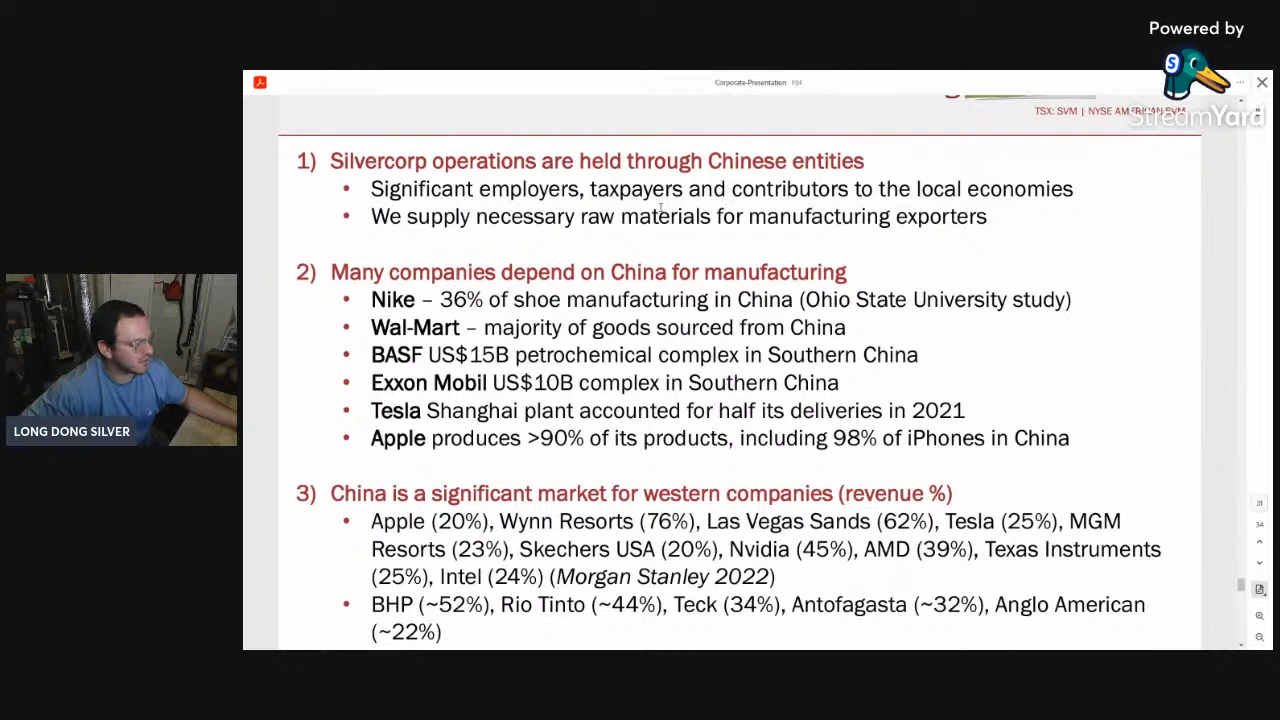 Powered by
Corporate-Presentation PDF
StreamYard
TSX: SVM | NYSE AMERICAN SVM
1) Silvercorp operations are held through Chinese entities
• Significant employers, taxpayers and contributors to the local economies
• We supply necessary raw materials for manufacturing exporters
2) Many companies depend on China for manufacturing
• Nike – 36% of shoe manufacturing in China (Ohio State University study)
• Wal-Mart – majority of goods sourced from China
• BASF US$15B petrochemical complex in Southern China
• Exxon Mobil US$10B complex in Southern China
• Tesla Shanghai plant accounted for half its deliveries in 2021
• Apple produces >90% of its products, including 98% of iPhones in China
3) China is a significant market for western companies (revenue %)
• Apple (20%), Wynn Resorts (76%), Las Vegas Sands (62%), Tesla (25%), MGM
Resorts (23%), Skechers USA (20%), Nvidia (45%), AMD (39%), Texas Instruments
(25%), Intel (24%) (Morgan Stanley 2022)
• BHP (~52%), Rio Tinto (~44%), Teck (34%), Antofagasta (~32%), Anglo American
(~22%)
LONG DONG SILVER
31
34